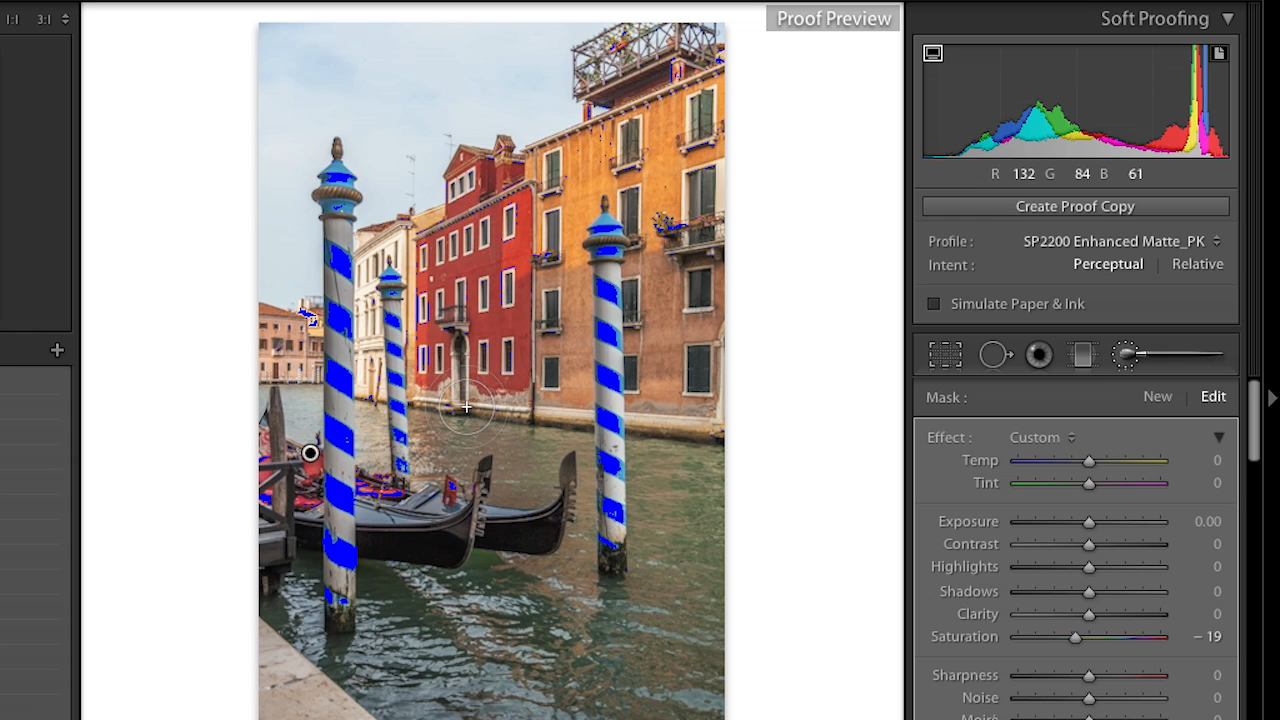 1:1 3:1
Proof Preview
Soft Proofing
R 132 G 84 B 61
Create Proof Copy
Profile : SP2200 Enhanced Matte_PK
Intent : Perceptual Relative
Simulate Paper & Ink
Mask : New Edit
Effect : Custom
Temp 0
Tint 0
Exposure 0.00
Contrast 0
Highlights 0
Shadows 0
Clarity 0
Saturation – 19
Sharpness 0
Noise 0
Moiré